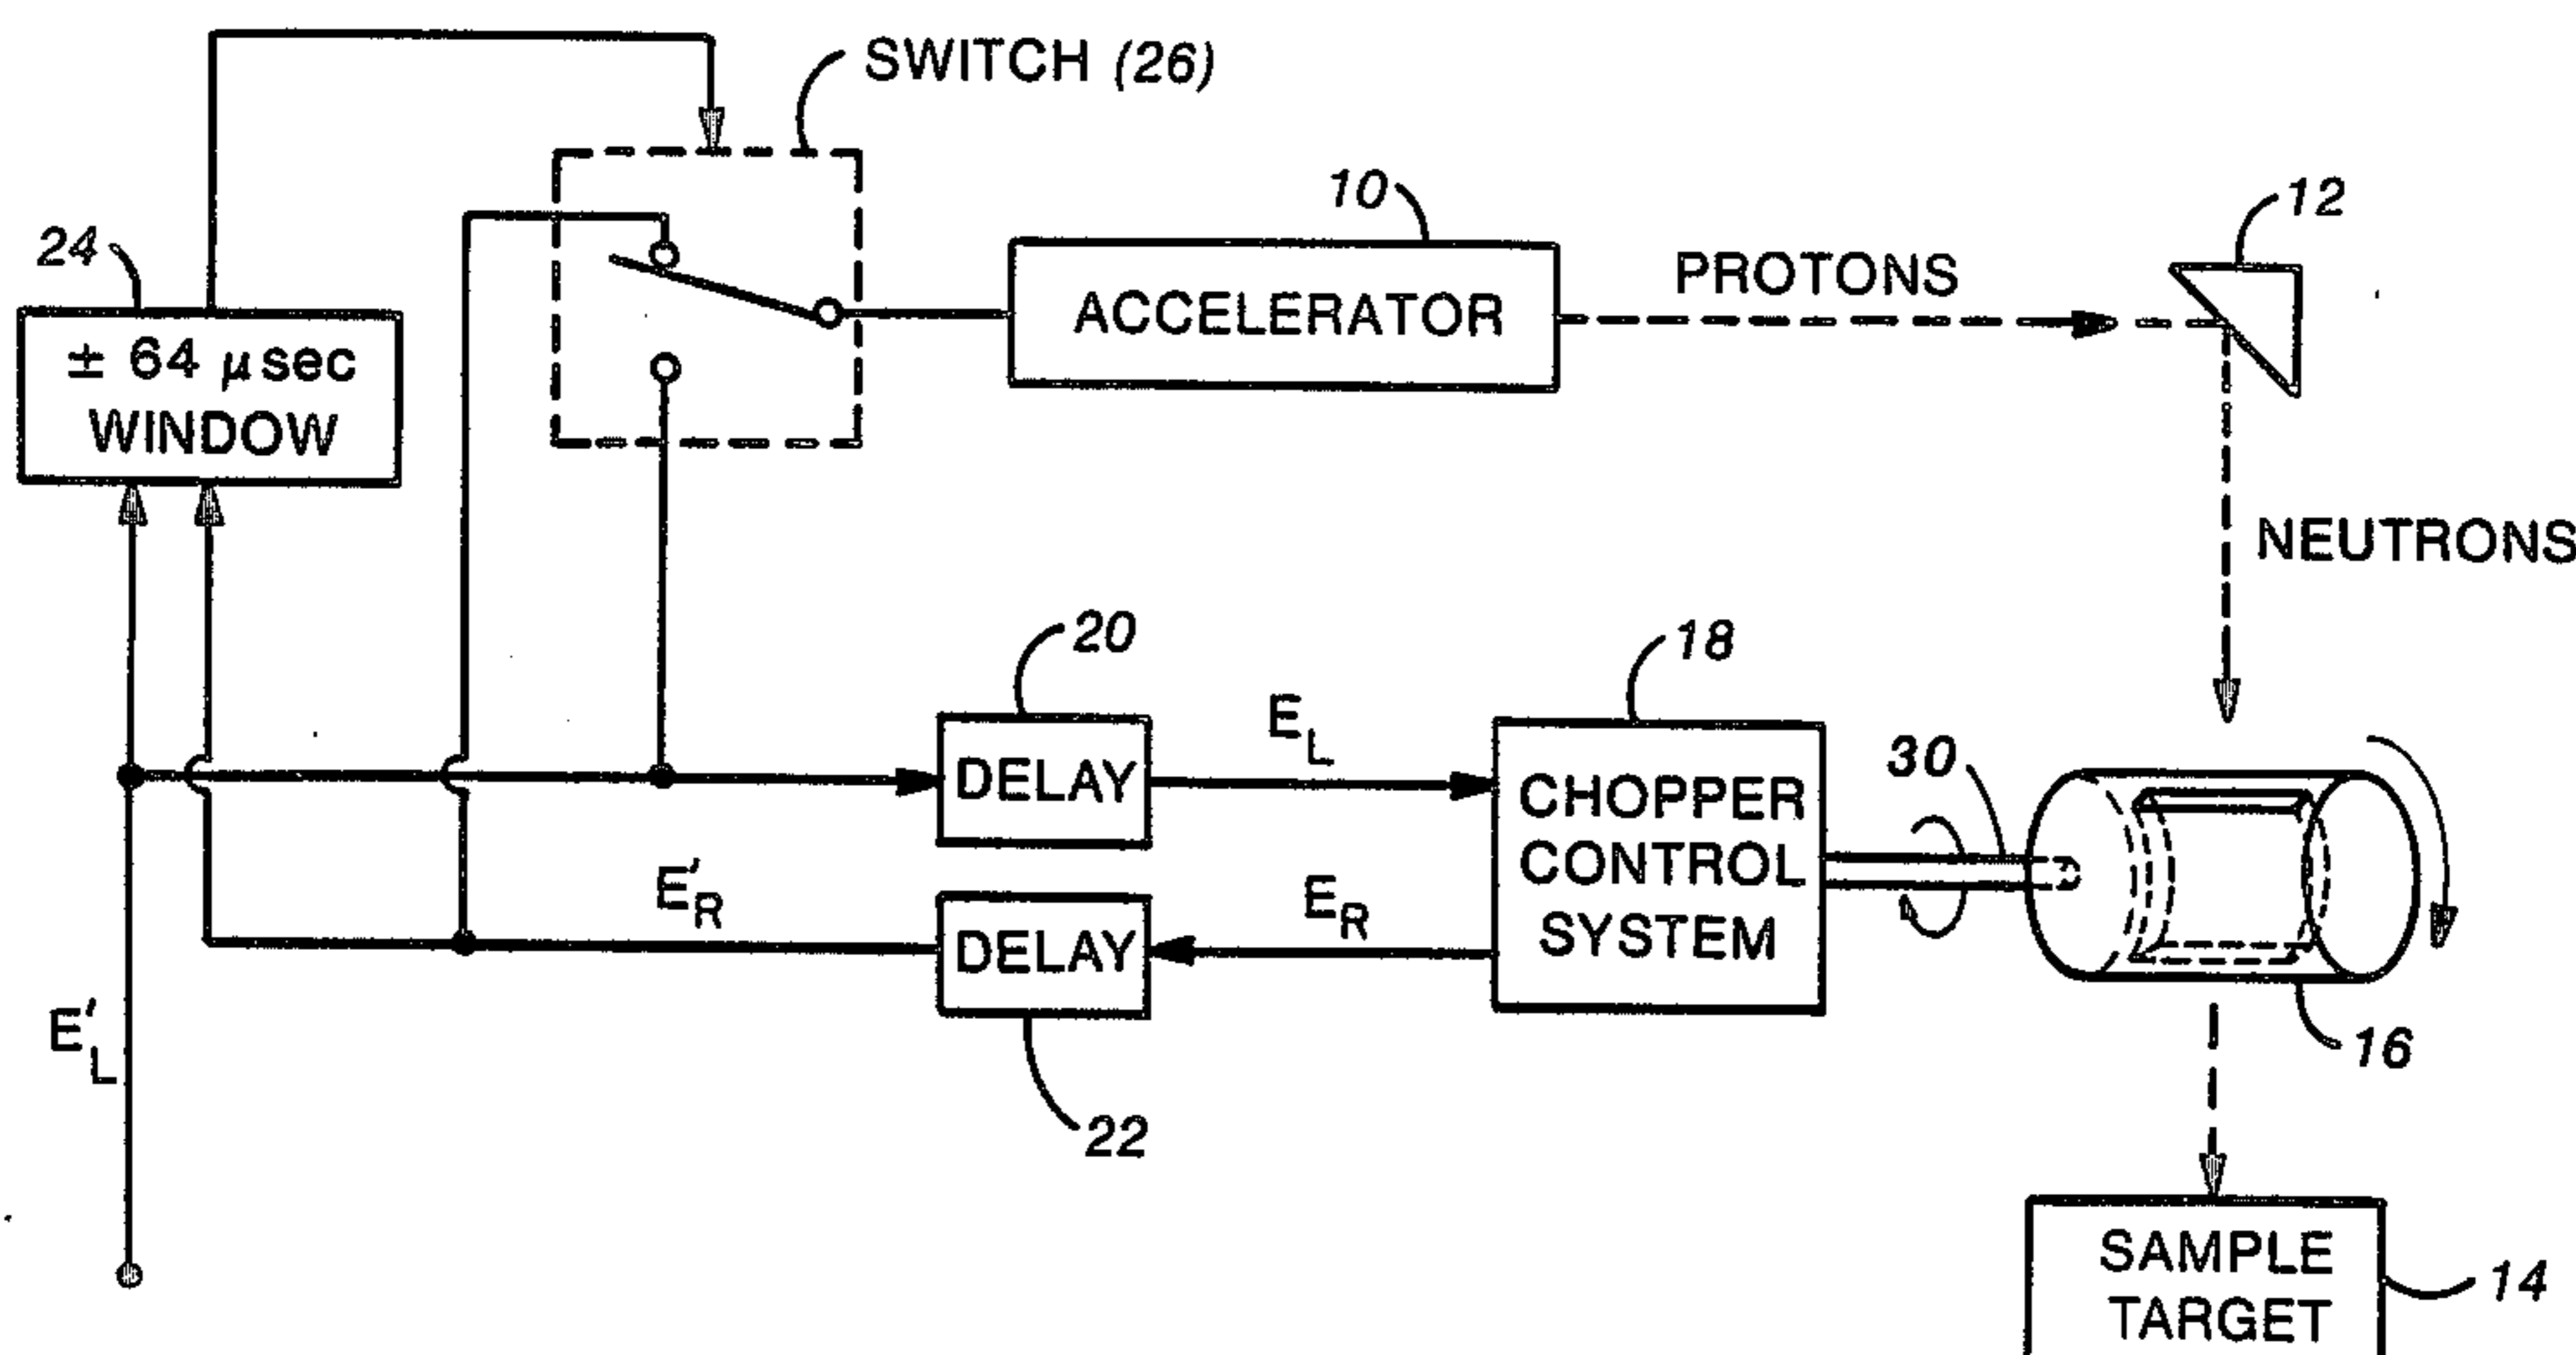 SWITCH (26)
10
12
24
ACCELERATOR
PROTONS
± 64 μsec
WINDOW
NEUTRONS
20
18
E_L
30
DELAY
CHOPPER
CONTROL
SYSTEM
E'_R
E_R
DELAY
E'_L
16
22
SAMPLE
TARGET
14